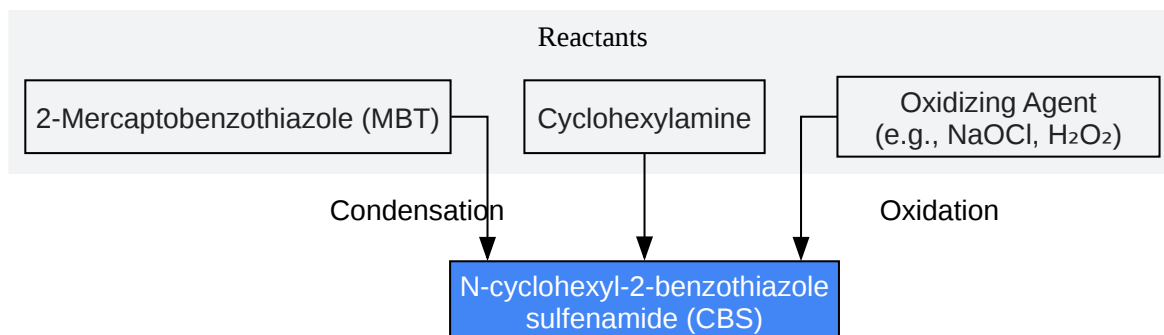 Reactants
2-Mercaptobenzothiazole (MBT)
Cyclohexylamine
Oxidizing Agent
(e.g., NaOCl, H₂O₂)
Condensation
Oxidation
N-cyclohexyl-2-benzothiazole
sulfenamide (CBS)